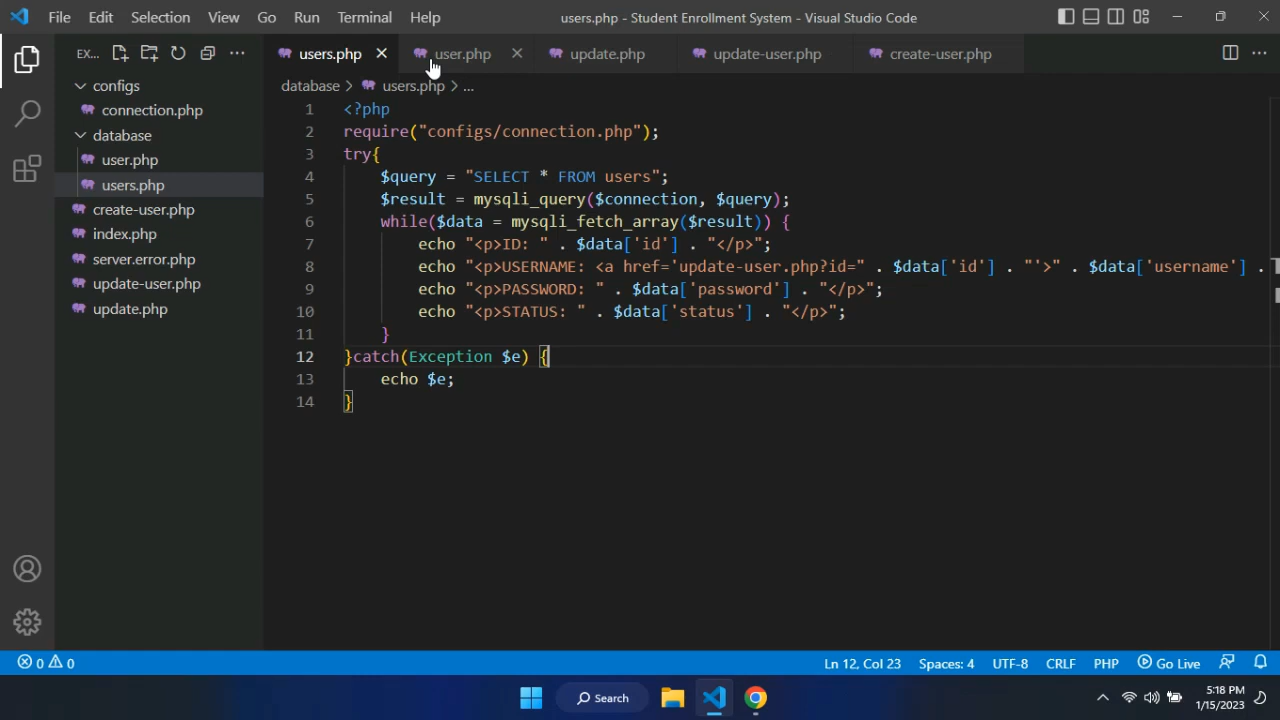 File Edit Selection View Go Run Terminal Help users.php - Student Enrollment System - Visual Studio Code
EX... users.php user.php update.php update-user.php create-user.php
configs
connection.php
database
user.php
users.php
create-user.php
index.php
server.error.php
update-user.php
update.php
database > users.php > ...
1 <?php
2 require("configs/connection.php");
3 try{
4 $query = "SELECT * FROM users";
5 $result = mysqli_query($connection, $query);
6 while($data = mysqli_fetch_array($result)) {
7 echo "<p>ID: " . $data['id'] . "</p>";
8 echo "<p>USERNAME: <a href='update-user.php?id=" . $data['id'] . "'>" . $data['username'] .
9 echo "<p>PASSWORD: " . $data['password'] . "</p>";
10 echo "<p>STATUS: " . $data['status'] . "</p>";
11 }
12 }catch(Exception $e) {
13 echo $e;
14 }
0 0 Ln 12, Col 23 Spaces: 4 UTF-8 CRLF PHP Go Live
Search
5:18 PM
1/15/2023